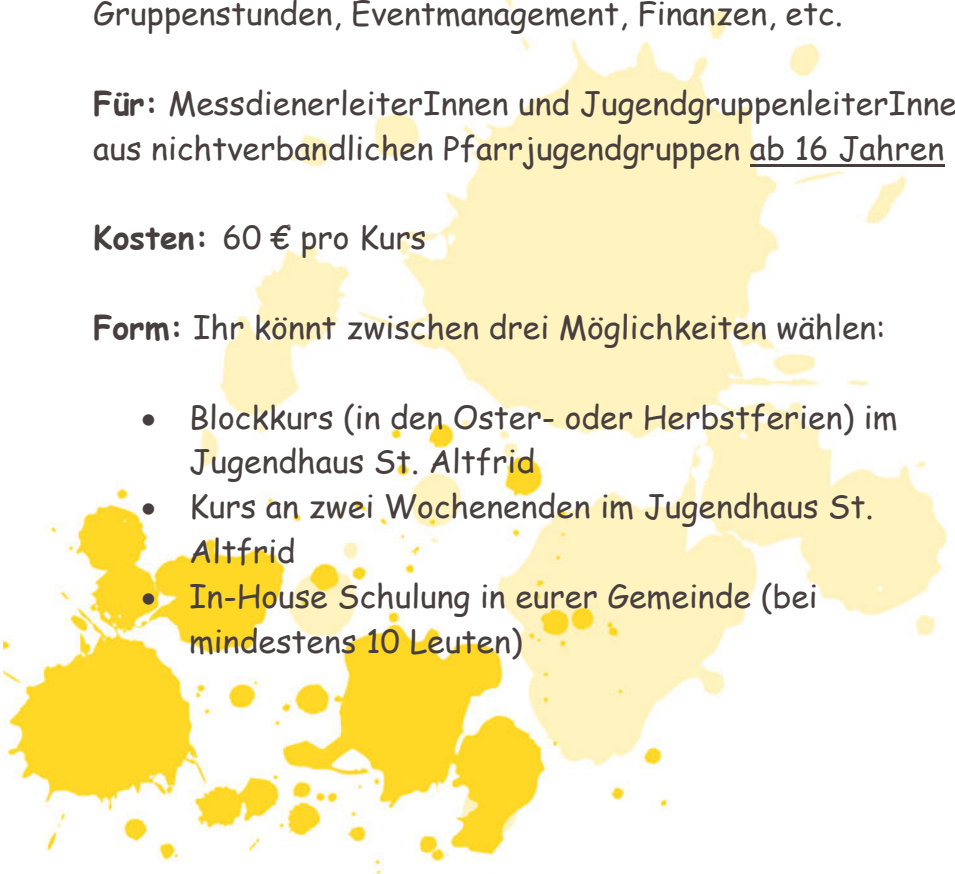 Gruppenstunden, Eventmanagement, Finanzen, etc.
Für: MessdienerleiterInnen und JugendgruppenleiterInne
aus nichtverbandlichen Pfarrjugendgruppen ab 16 Jahren
Kosten: 60 € pro Kurs
Form: Ihr könnt zwischen drei Möglichkeiten wählen:
• Blockkurs (in den Oster- oder Herbstferien) im
Jugendhaus St. Altfrid
• Kurs an zwei Wochenenden im Jugendhaus St.
Altfrid
• In-House Schulung in eurer Gemeinde (bei
mindestens 10 Leuten)